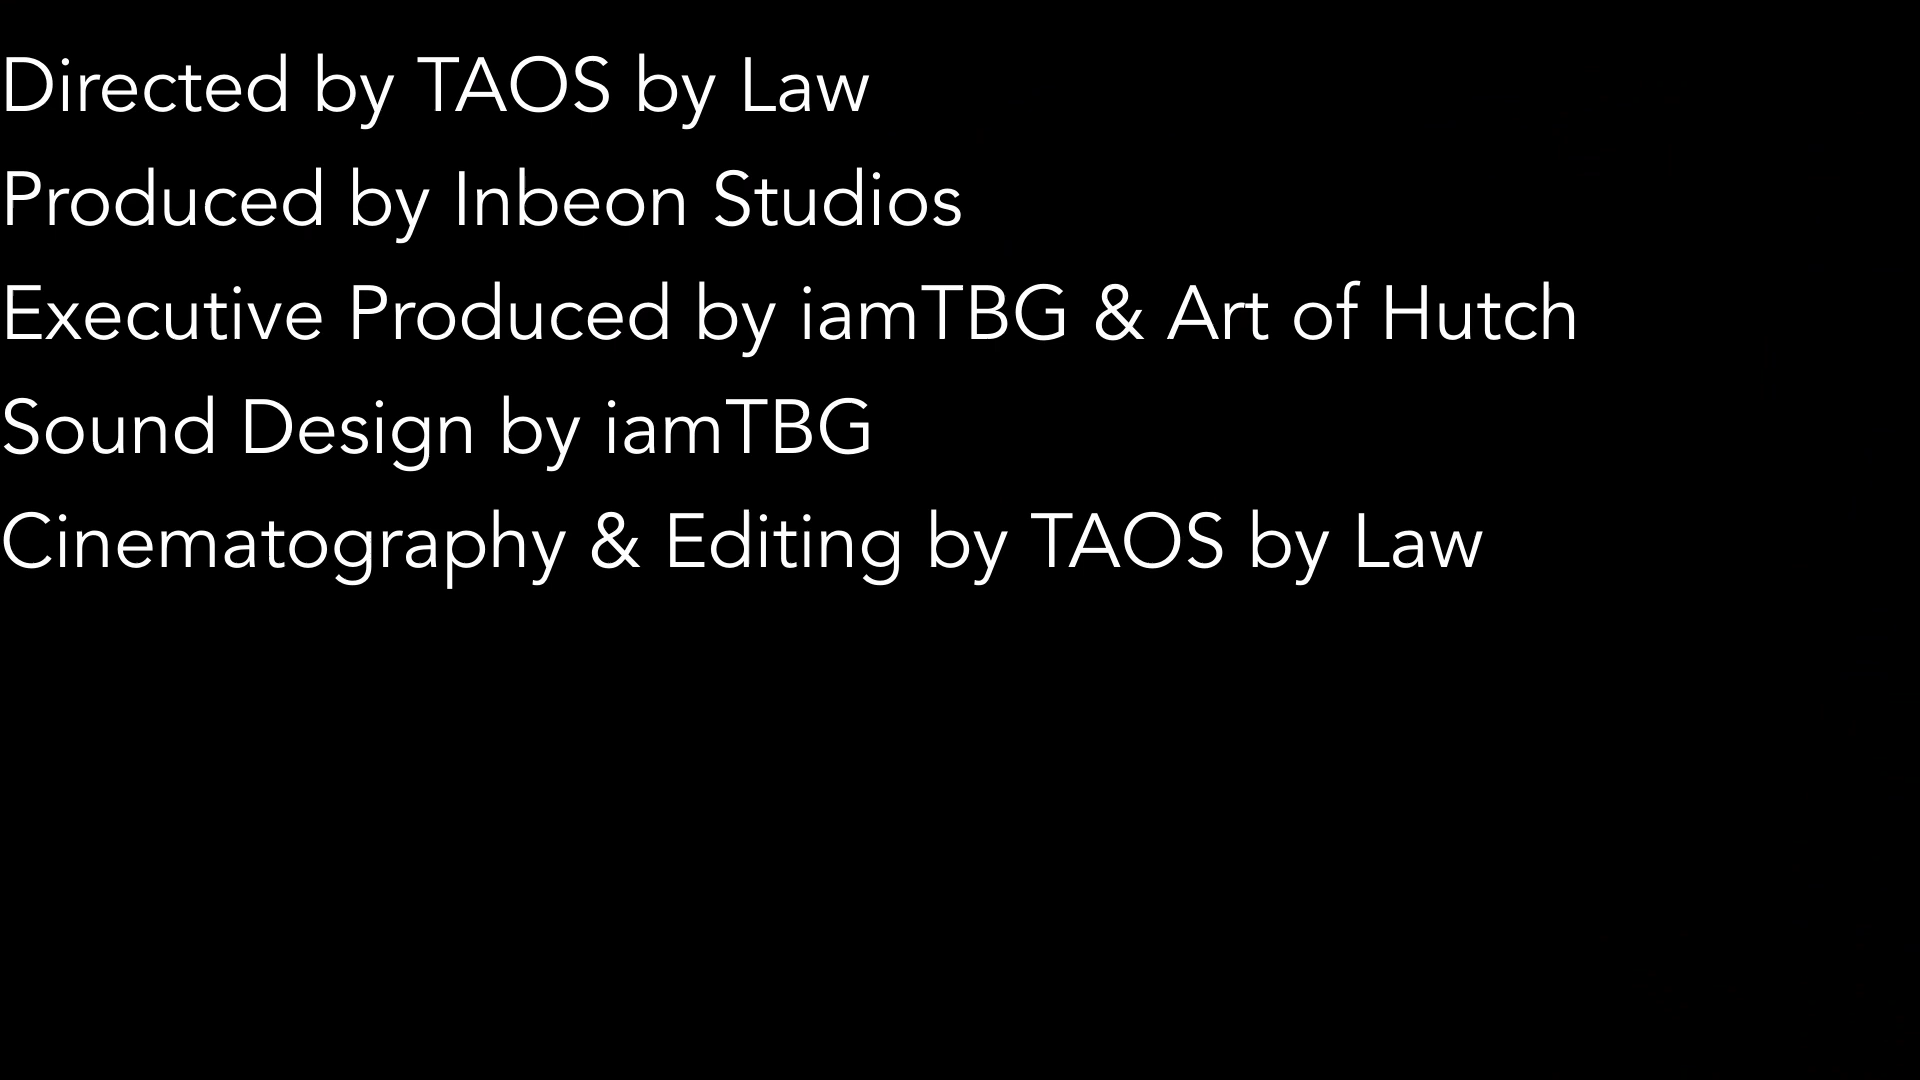 Directed by TAOS by Law
Produced by Inbeon Studios
Executive Produced by iamTBG & Art of Hutch
Sound Design by iamTBG
Cinematography & Editing by TAOS by Law